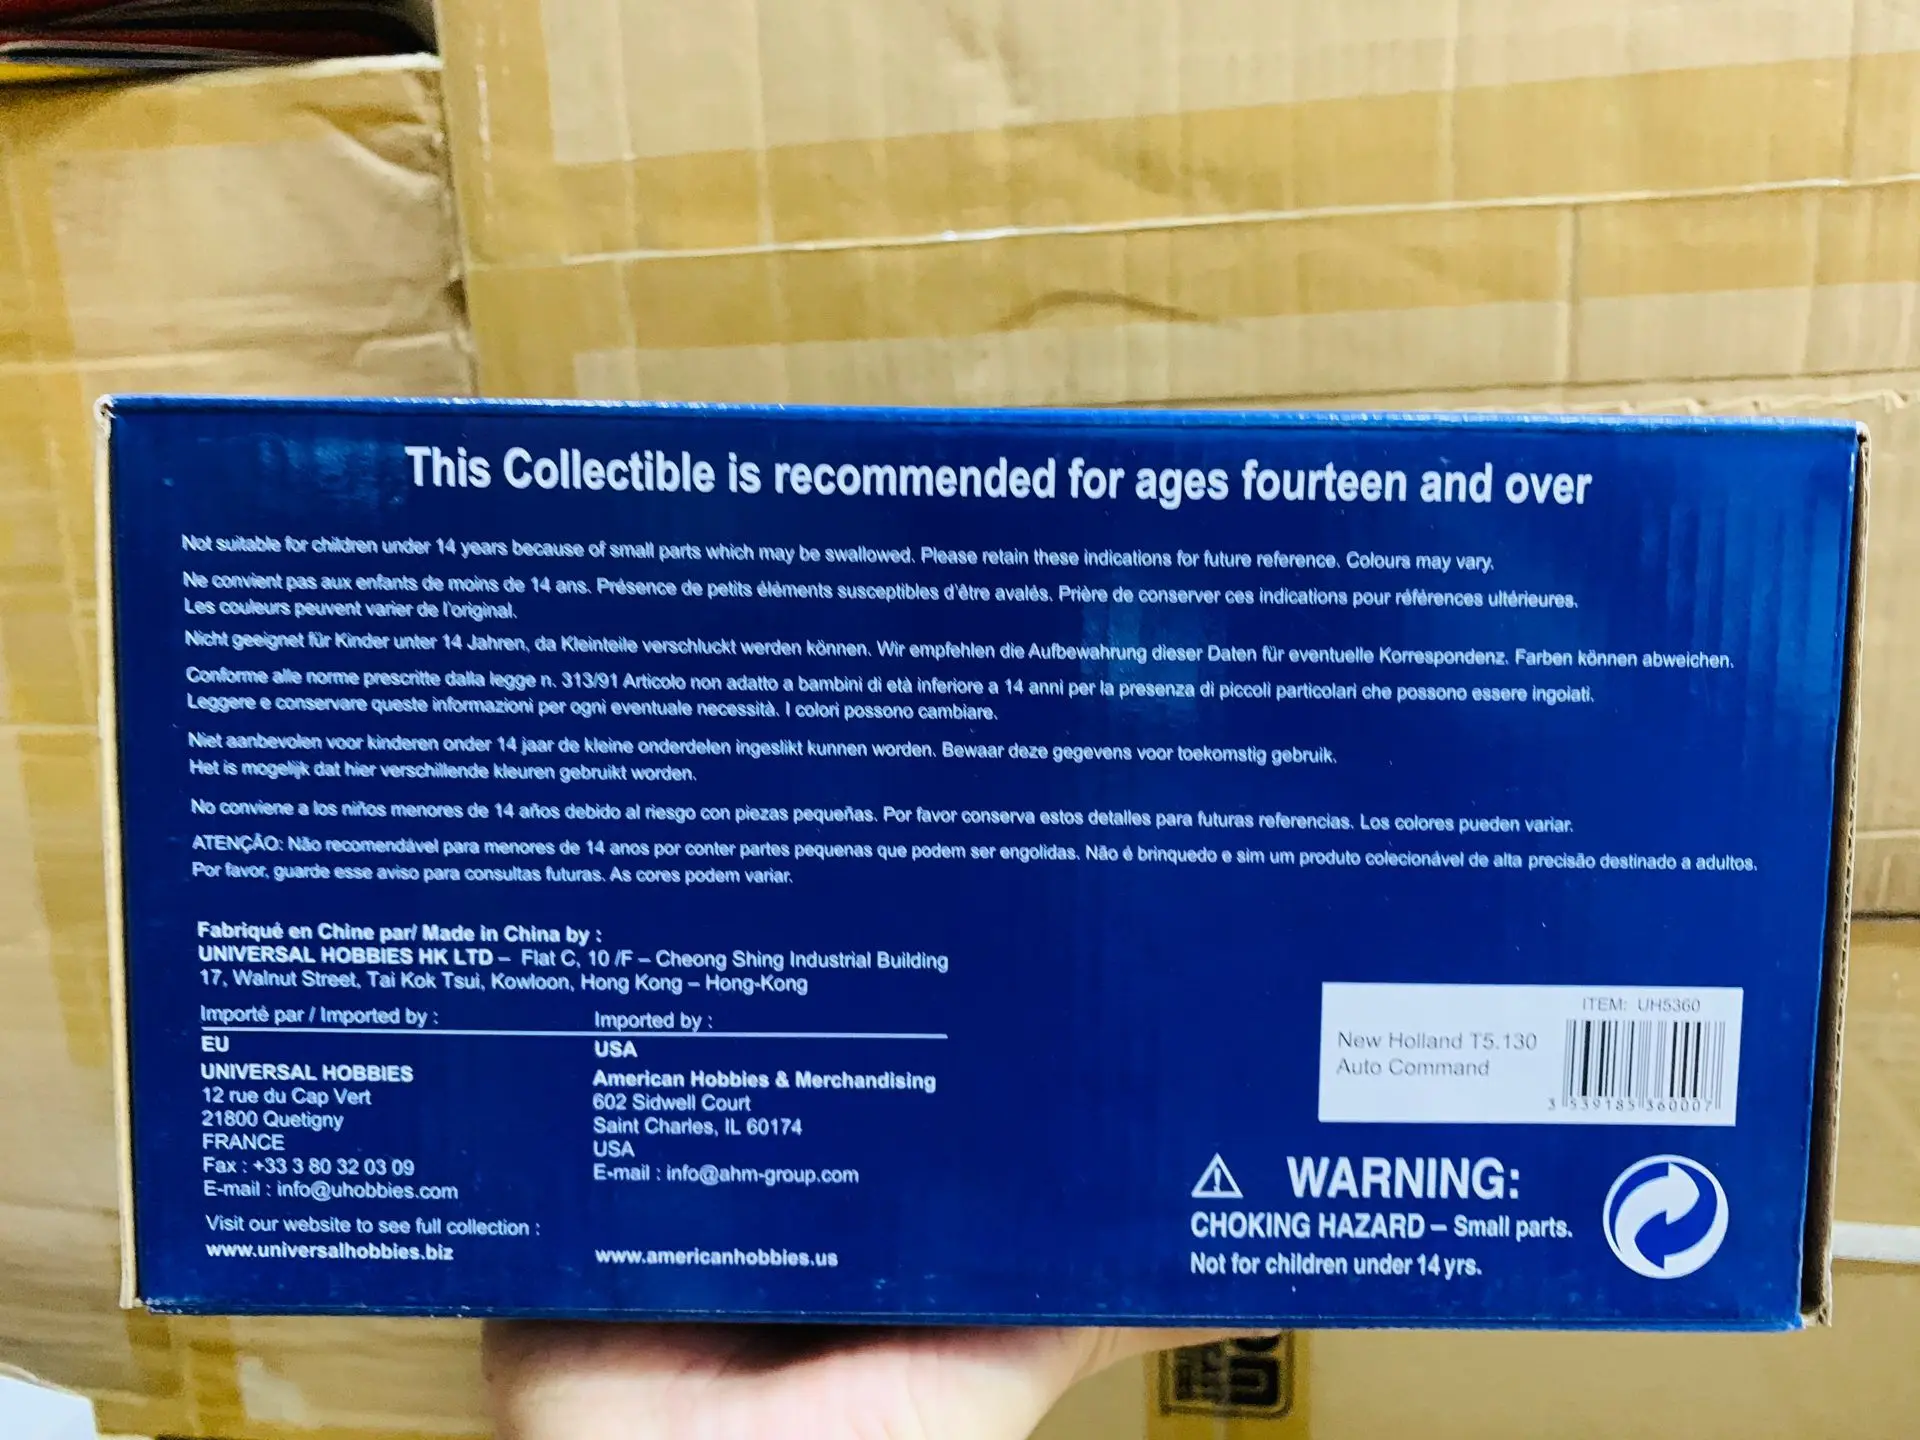 This Collectible is recommended for ages fourteen and over
Not suitable for children under 14 years because of small parts which may be swallowed. Please retain these indications for future reference. Colours may vary.
Ne convient pas aux enfants de moins de 14 ans. Présence de petits éléments susceptibles d'être avalés. Prière de conserver ces indications pour références ultérieures.
Les couleurs peuvent varier de l'original.
Nicht geeignet für Kinder unter 14 Jahren, da Kleinteile verschluckt werden können. Wir empfehlen die Aufbewahrung dieser Daten für eventuelle Korrespondenz. Farben können abweichen.
Conforme alle norme prescritte dalla legge n. 313/91 Articolo non adatto a bambini di età inferiore a 14 anni per la presenza di piccoli particolari che possono essere ingoiati.
Leggere e conservare queste informazioni per ogni eventuale necessità. I colori possono cambiare.
Niet aanbevolen voor kinderen onder 14 jaar de kleine onderdelen ingeslikt kunnen worden. Bewaar deze gegevens voor toekomstig gebruik.
Het is mogelijk dat hier verschillende kleuren gebruikt worden.
No conviene a los niños menores de 14 años debido al riesgo con piezas pequeñas. Por favor conserva estos detalles para futuras referencias. Los colores pueden variar.
ATENÇÃO: Não recomendável para menores de 14 anos por conter partes pequenas que podem ser engolidas. Não é brinquedo e sim um produto colecionável de alta precisão destinado a adultos.
Por favor, guarde esse aviso para consultas futuras. As cores podem variar.
Fabriqué en Chine par/ Made in China by :
UNIVERSAL HOBBIES HK LTD – Flat C, 10 /F – Cheong Shing Industrial Building
17, Walnut Street, Tai Kok Tsui, Kowloon, Hong Kong – Hong-Kong
Importé par / Imported by :
EU
UNIVERSAL HOBBIES
12 rue du Cap Vert
21800 Quetigny
FRANCE
Fax : +33 3 80 32 03 09
E-mail : info@uhobbies.com
Visit our website to see full collection :
www.universalhobbies.biz
Imported by :
USA
American Hobbies & Merchandising
602 Sidwell Court
Saint Charles, IL 60174
USA
E-mail : info@ahm-group.com
www.americanhobbies.us
ITEM: UH5360
New Holland T5.130
Auto Command
3 539185 360007
WARNING:
CHOKING HAZARD – Small parts.
Not for children under 14 yrs.